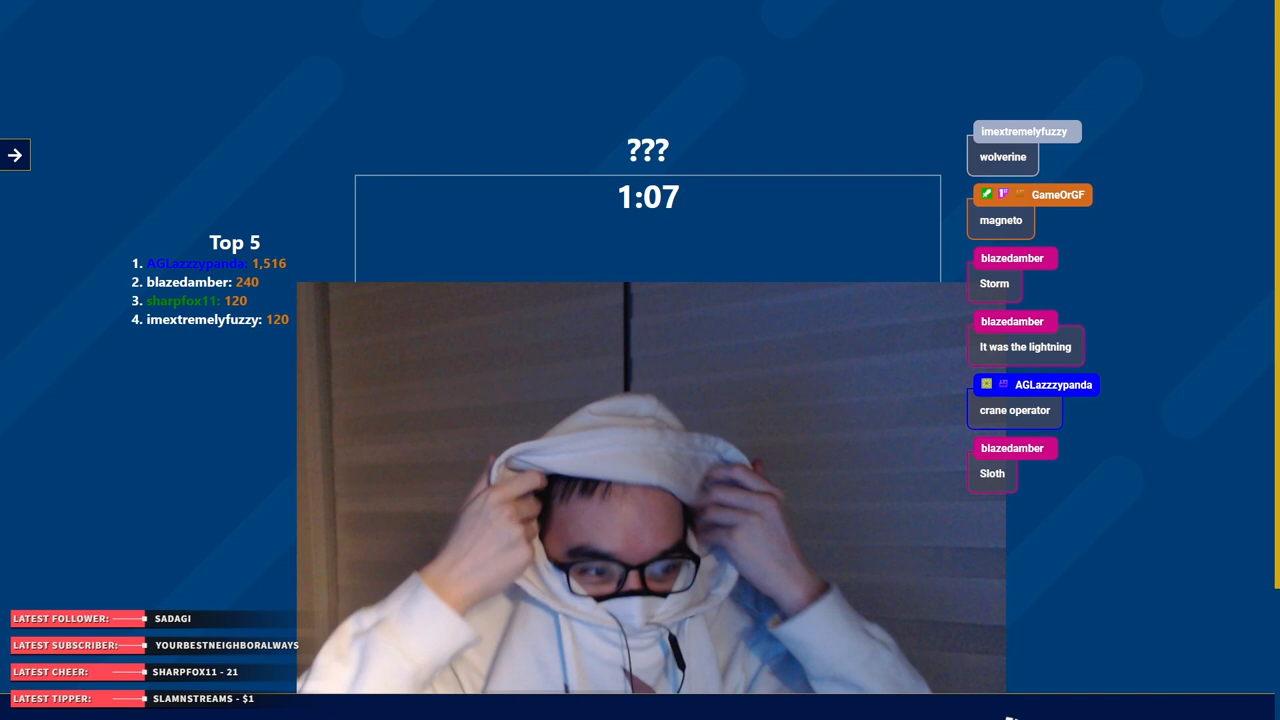 ???
1:07
Top 5
1. AGLazzzypanda: 1,516
2. blazedamber: 240
3. sharpfox11: 120
4. imextremelyfuzzy: 120
imextremelyfuzzy
wolverine
GameOrGF
magneto
blazedamber
Storm
blazedamber
It was the lightning
AGLazzzypanda
crane operator
blazedamber
Sloth
LATEST FOLLOWER: SADAGI
LATEST SUBSCRIBER: YOURBESTNEIGHBORALWAYS
LATEST CHEER: SHARPFOX11 - 21
LATEST TIPPER: SLAMNSTREAMS - $1